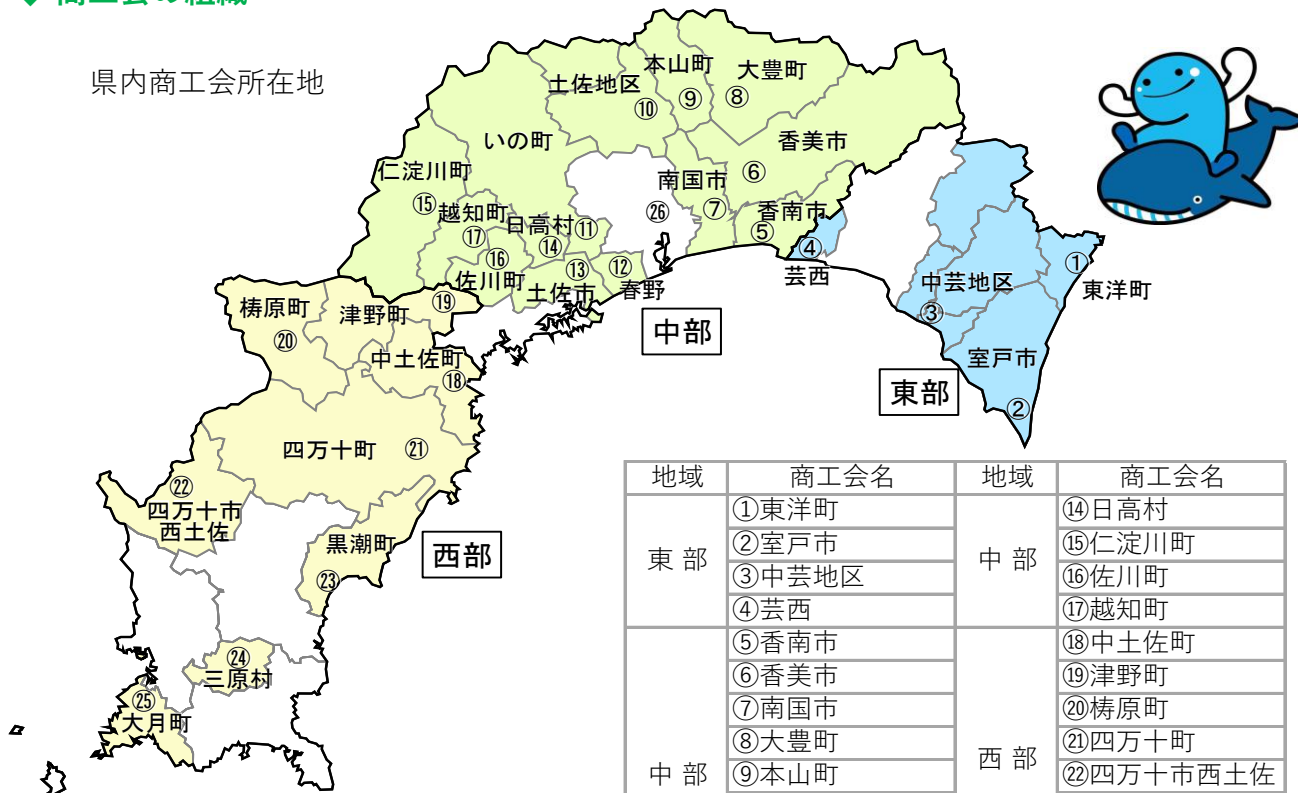 ◆ 商工会の組織
県内商工会所在地
本山町
⑨
大豊町
⑧
土佐地区
⑩
いの町
香美市
⑥
仁淀川町
⑮
南国市
⑦
越知町
⑰
日高村
⑭
⑪
㉖
香南市
⑤
④
芸西
⑯
佐川町
⑬
土佐市
⑫
春野
①
東洋町
中芸地区
③
室戸市
②
中部
東部
梼原町
⑳
津野町
⑲
中土佐町
⑱
四万十町
㉑
㉒
四万十市
西土佐
黒潮町
㉓
西部
㉔
三原村
㉕
大月町
地域 商工会名 地域 商工会名
東 部
①東洋町
②室戸市
③中芸地区
④芸西
中 部
⑭日高村
⑮仁淀川町
⑯佐川町
⑰越知町
中 部
⑤香南市
⑥香美市
⑦南国市
⑧大豊町
⑨本山町
西 部
⑱中土佐町
⑲津野町
⑳梼原町
㉑四万十町
㉒四万十市西土佐